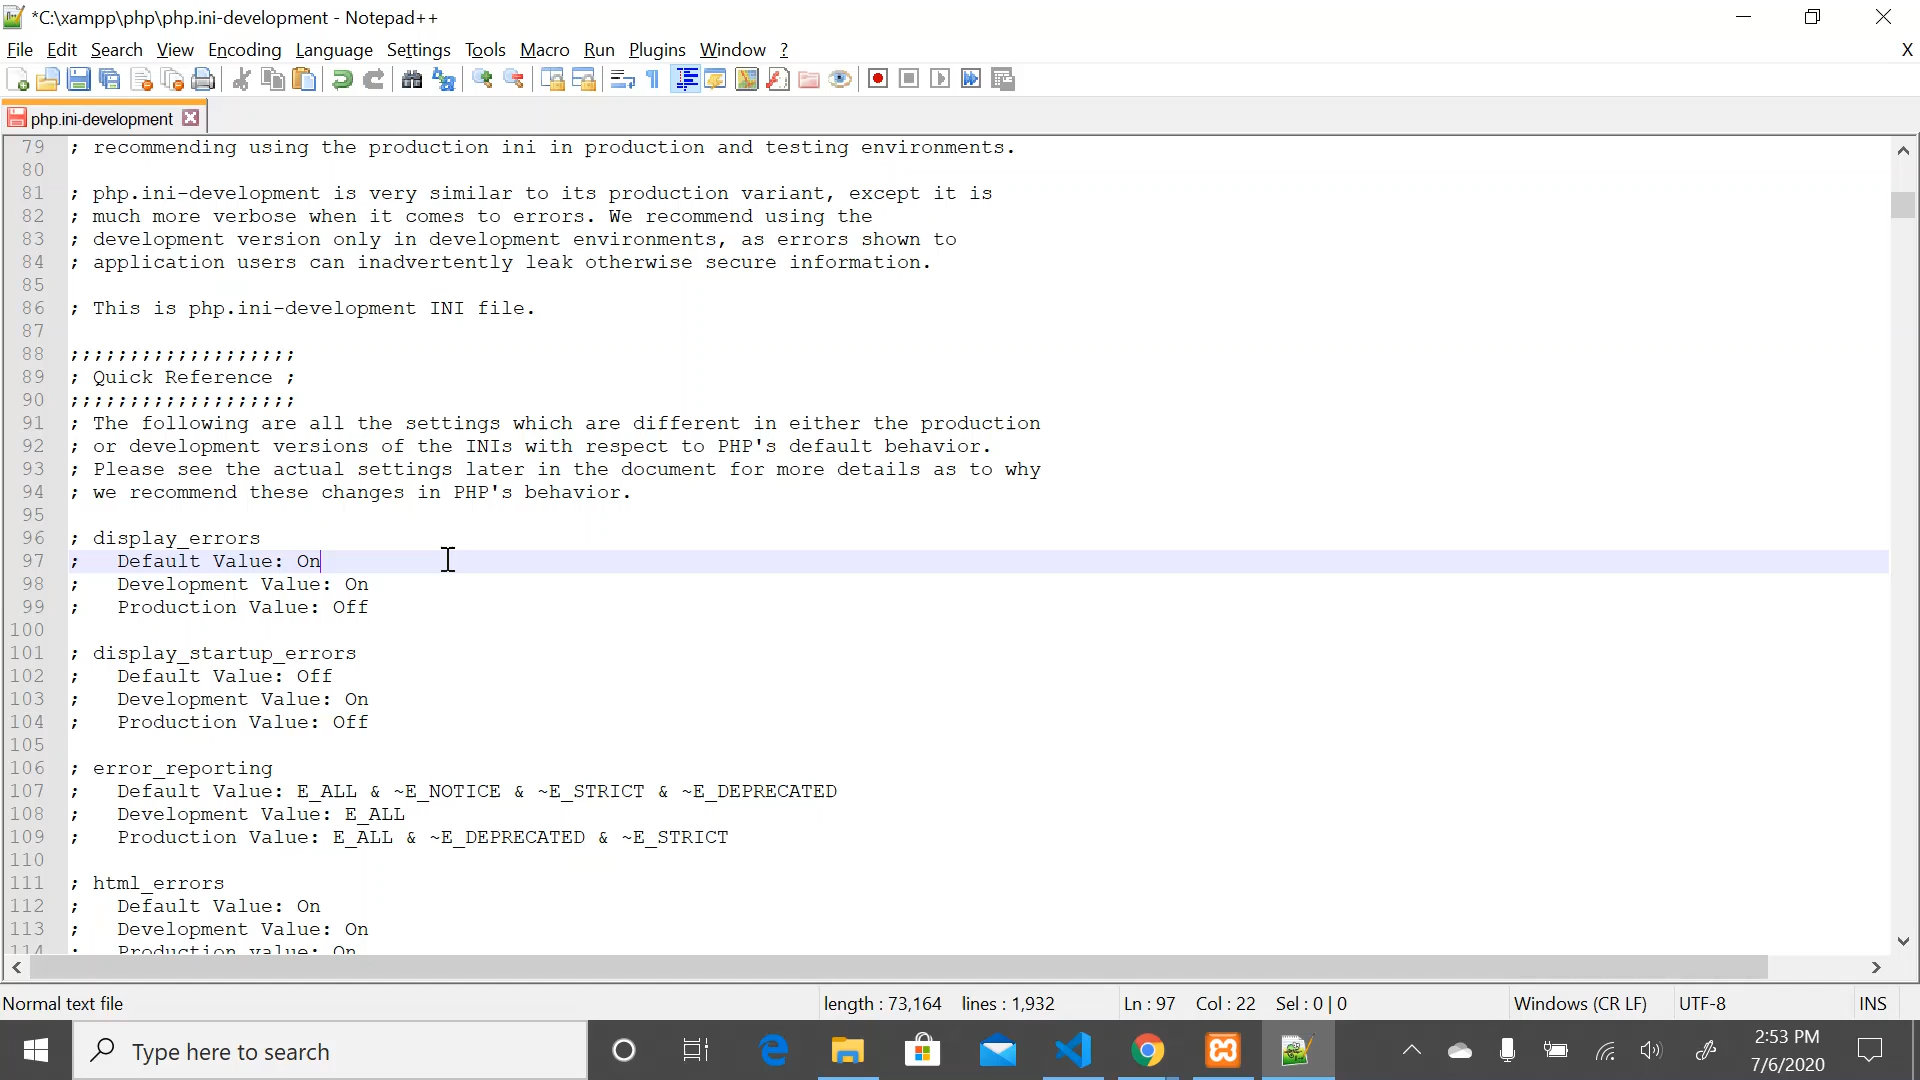 *C:\xampp\php\php.ini-development - Notepad++
File Edit Search View Encoding Language Settings Tools Macro Run Plugins Window ? X
php.ini-development
79 ; recommending using the production ini in production and testing environments.
80
81 ; php.ini-development is very similar to its production variant, except it is
82 ; much more verbose when it comes to errors. We recommend using the
83 ; development version only in development environments, as errors shown to
84 ; application users can inadvertently leak otherwise secure information.
85
86 ; This is php.ini-development INI file.
87
88 ;;;;;;;;;;;;;;;;;;;
89 ; Quick Reference ;
90 ;;;;;;;;;;;;;;;;;;;
91 ; The following are all the settings which are different in either the production
92 ; or development versions of the INIs with respect to PHP's default behavior.
93 ; Please see the actual settings later in the document for more details as to why
94 ; we recommend these changes in PHP's behavior.
95
96 ; display_errors
97 ;   Default Value: On
98 ;   Development Value: On
99 ;   Production Value: Off
100
101 ; display_startup_errors
102 ;   Default Value: Off
103 ;   Development Value: On
104 ;   Production Value: Off
105
106 ; error_reporting
107 ;   Default Value: E_ALL & ~E_NOTICE & ~E_STRICT & ~E_DEPRECATED
108 ;   Development Value: E_ALL
109 ;   Production Value: E_ALL & ~E_DEPRECATED & ~E_STRICT
110
111 ; html_errors
112 ;   Default Value: On
113 ;   Development Value: On
114 ;   Production value: On
Normal text file length : 73,164 lines : 1,932 Ln : 97 Col : 22 Sel : 0 | 0 Windows (CR LF) UTF-8 INS
Type here to search
2:53 PM
7/6/2020